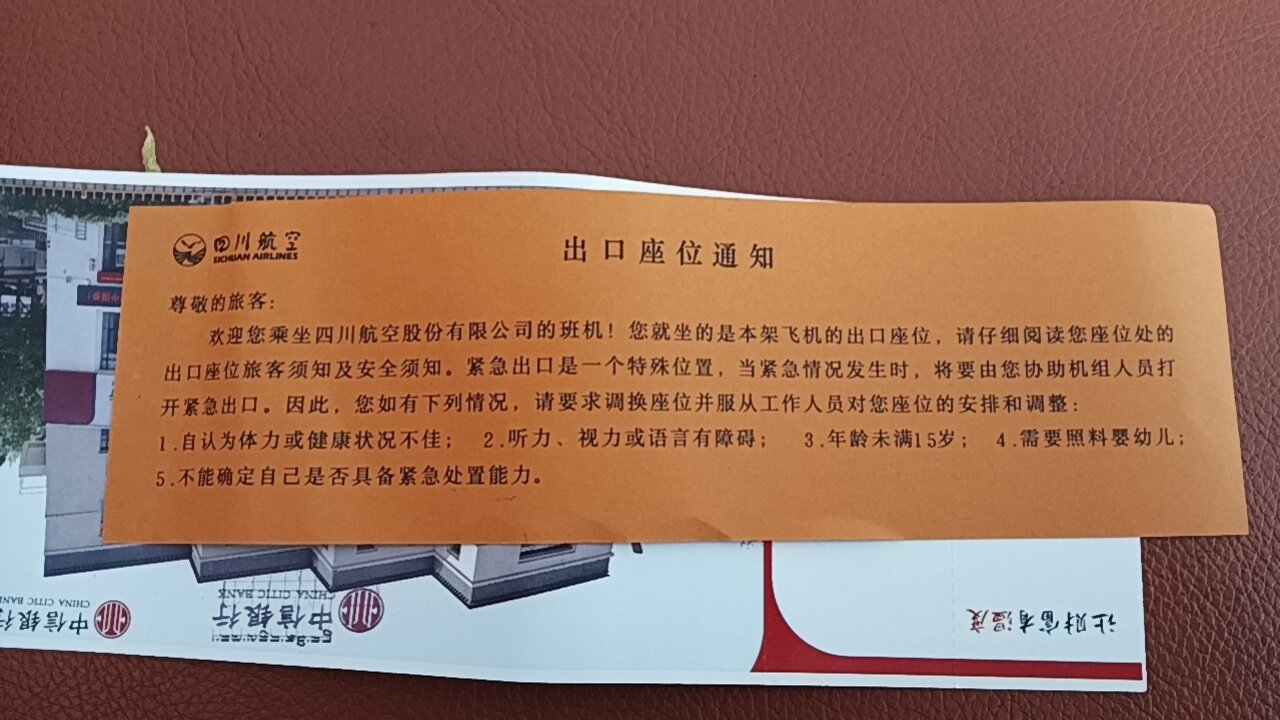 四川航空
SICHUAN AIRLINES
出口座位通知
尊敬的旅客：
欢迎您乘坐四川航空股份有限公司的班机！您就坐的是本架飞机的出口座位，请仔细阅读您座位处的
出口座位旅客须知及安全须知。紧急出口是一个特殊位置，当紧急情况发生时，将要由您协助机组人员打
开紧急出口。因此，您如有下列情况，请要求调换座位并服从工作人员对您座位的安排和调整：
1.自认为体力或健康状况不佳； 2.听力、视力或语言有障碍； 3.年龄未满15岁； 4.需要照料婴幼儿；
5.不能确定自己是否具备紧急处置能力。
中信银行
CHINA CITIC BANK
中信银行
CHINA CITIC BANK
让财富有温度